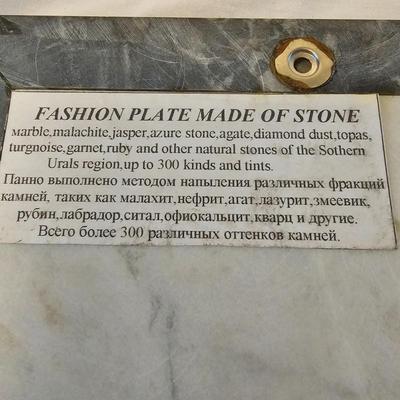 FASHION PLATE MADE OF STONE
marble,malachite,jasper,azure stone,agate,diamond dust,topas,
turgnoise,garnet,ruby and other natural stones of the Sothern
Urals region,up to 300 kinds and tints.
Панно выполнено методом напыления различных фракций
камней, таких как малахит,нефрит,агат,лазурит,змеевик,
рубин,лабрадор,ситал,офиокальцит,кварц и другие.
Всего более 300 различных оттенков камней.